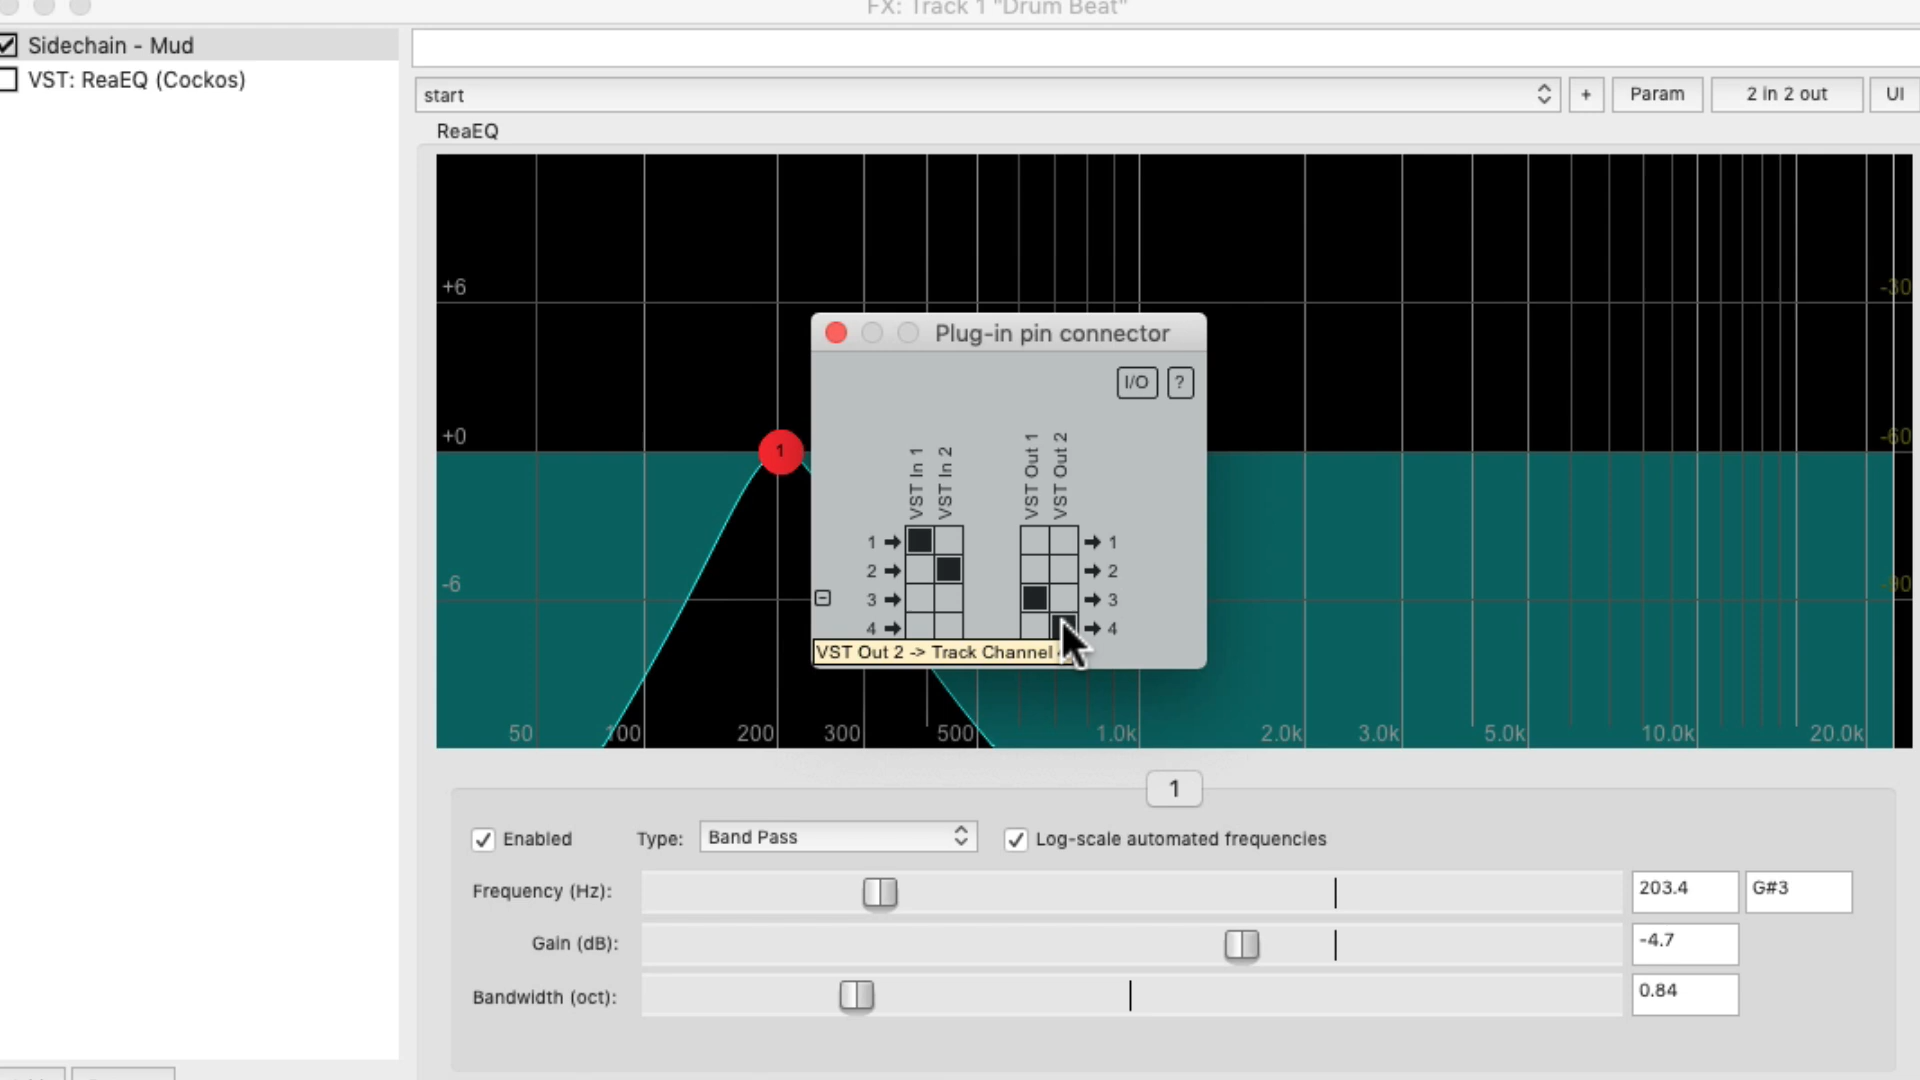 FX: Track 1 "Drum Beat"
Sidechain - Mud
VST: ReaEQ (Cockos)
start
+
Param
2 in 2 out
UI
ReaEQ
+6
-30
Plug-in pin connector
I/O
?
+0
-60
1
VST In 1
VST In 2
VST Out 1
VST Out 2
1
1
2
2
-6
-90
3
3
4
4
VST Out 2 -> Track Channel
50
100
200
300
500
1.0k
2.0k
3.0k
5.0k
10.0k
20.0k
1
Enabled
Type:
Band Pass
Log-scale automated frequencies
Frequency (Hz):
203.4
G#3
Gain (dB):
-4.7
Bandwidth (oct):
0.84